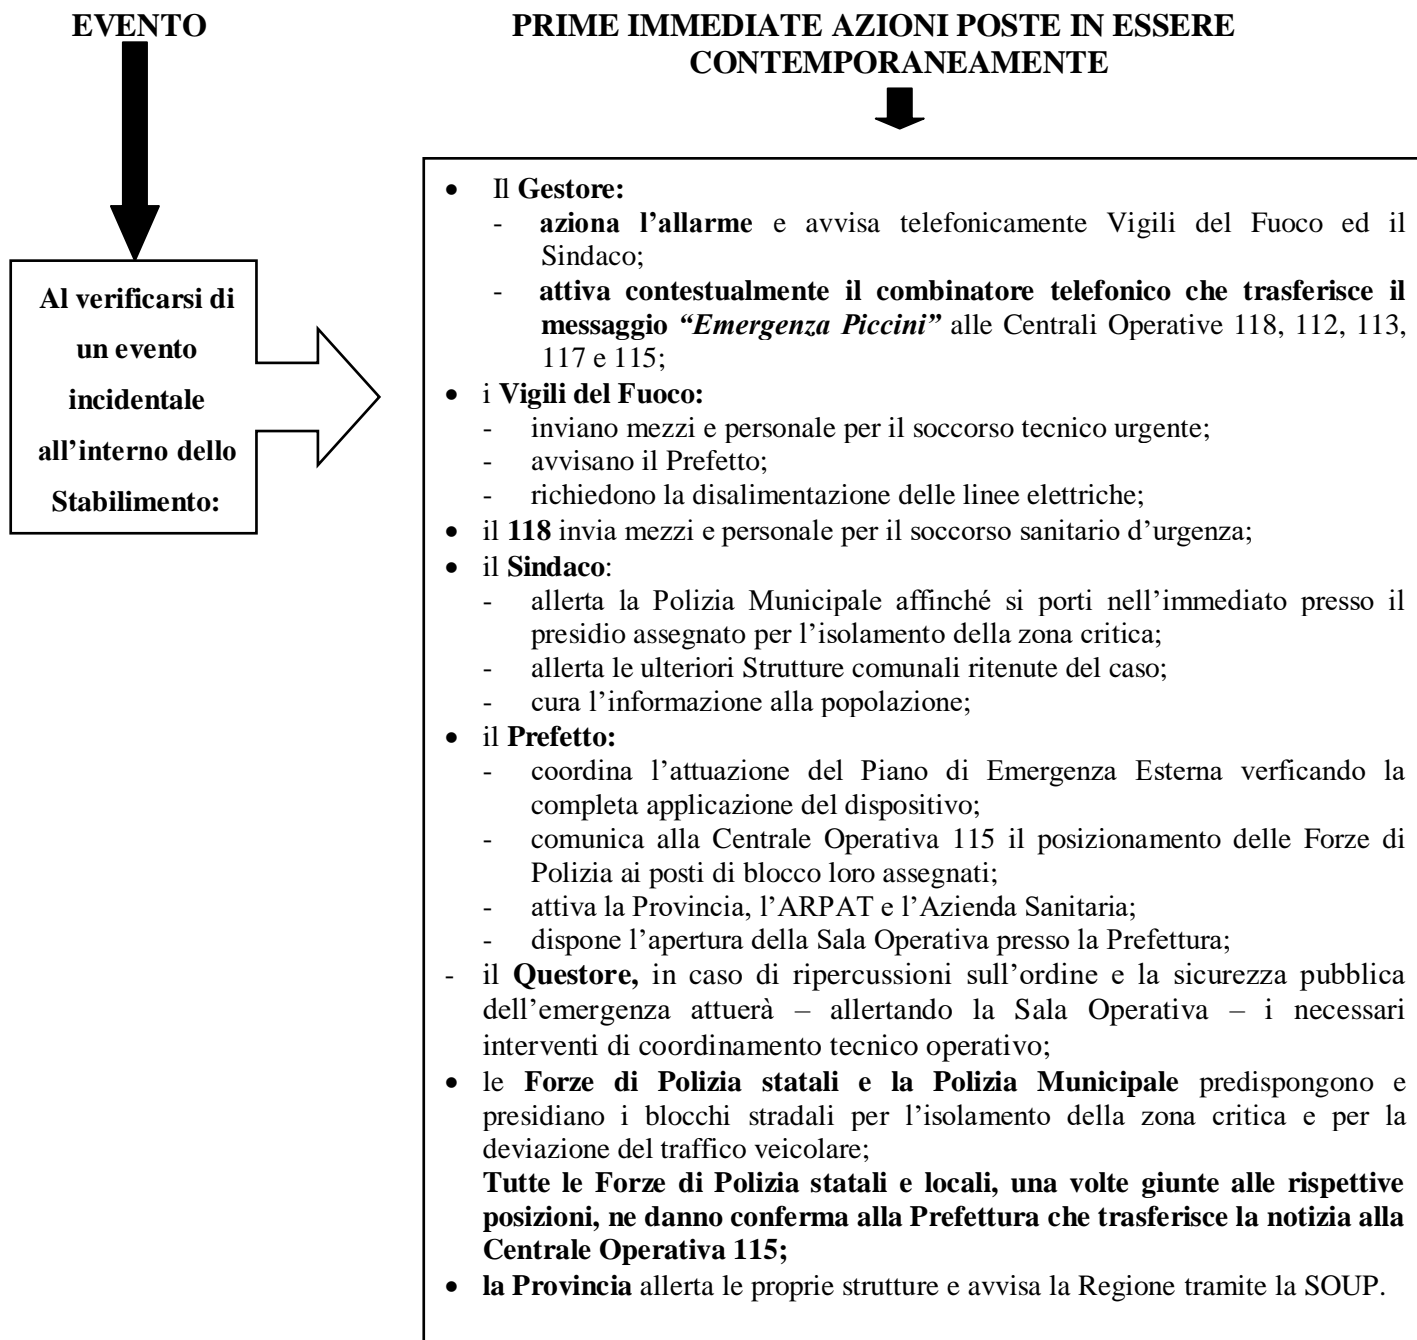 EVENTO
PRIME IMMEDIATE AZIONI POSTE IN ESSERE
CONTEMPORANEAMENTE
Al verificarsi di
un evento
incidentale
all’interno dello
Stabilimento:
• Il Gestore:
- aziona l’allarme e avvisa telefonicamente Vigili del Fuoco ed il
Sindaco;
- attiva contestualmente il combinatore telefonico che trasferisce il
messaggio “Emergenza Piccini” alle Centrali Operative 118, 112, 113,
117 e 115;
• i Vigili del Fuoco:
- inviano mezzi e personale per il soccorso tecnico urgente;
- avvisano il Prefetto;
- richiedono la disalimentazione delle linee elettriche;
• il 118 invia mezzi e personale per il soccorso sanitario d’urgenza;
• il Sindaco:
- allerta la Polizia Municipale affinché si porti nell’immediato presso il
presidio assegnato per l’isolamento della zona critica;
- allerta le ulteriori Strutture comunali ritenute del caso;
- cura l’informazione alla popolazione;
• il Prefetto:
- coordina l’attuazione del Piano di Emergenza Esterna verficando la
completa applicazione del dispositivo;
- comunica alla Centrale Operativa 115 il posizionamento delle Forze di
Polizia ai posti di blocco loro assegnati;
- attiva la Provincia, l’ARPAT e l’Azienda Sanitaria;
- dispone l’apertura della Sala Operativa presso la Prefettura;
- il Questore, in caso di ripercussioni sull’ordine e la sicurezza pubblica
dell’emergenza attuerà – allertando la Sala Operativa – i necessari
interventi di coordinamento tecnico operativo;
• le Forze di Polizia statali e la Polizia Municipale predispongono e
presidiano i blocchi stradali per l’isolamento della zona critica e per la
deviazione del traffico veicolare;
Tutte le Forze di Polizia statali e locali, una volte giunte alle rispettive
posizioni, ne danno conferma alla Prefettura che trasferisce la notizia alla
Centrale Operativa 115;
• la Provincia allerta le proprie strutture e avvisa la Regione tramite la SOUP.